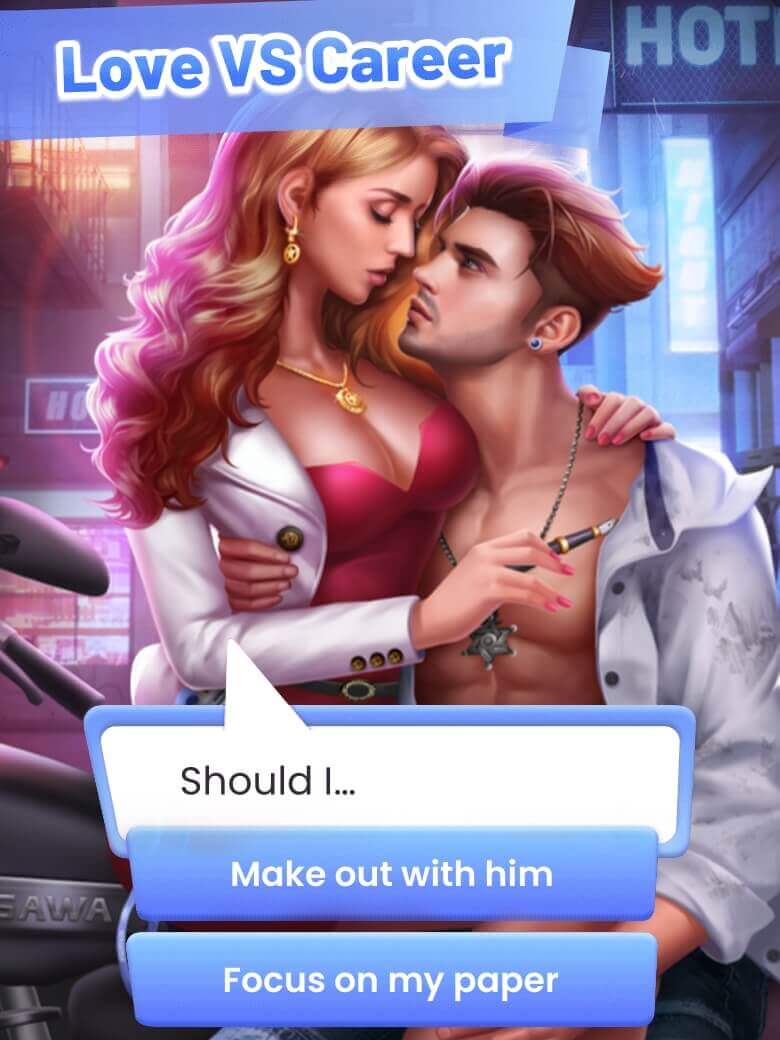 Love VS Career
HOT
HO
NIGHT
Should I...
Make out with him
SAWA
Focus on my paper